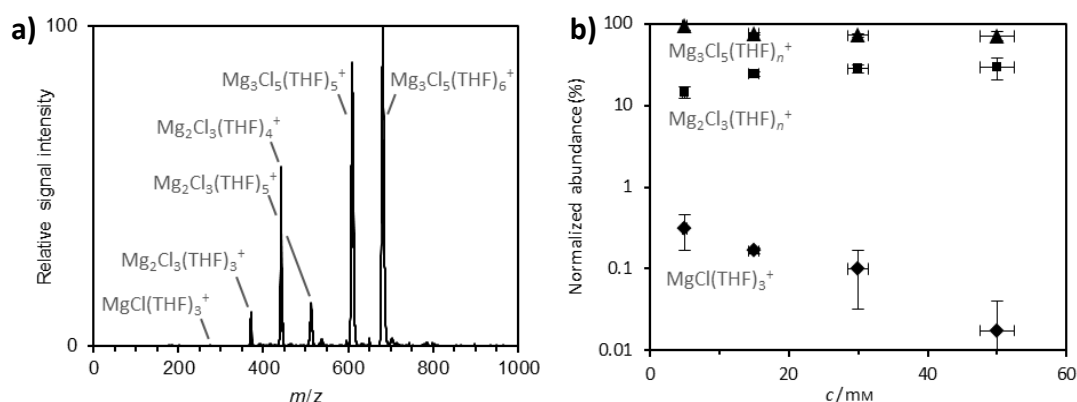 a)
100
Relative signal intensity
0
Mg₃Cl₅(THF)₅⁺
Mg₃Cl₅(THF)₆⁺
Mg₂Cl₃(THF)₄⁺
Mg₂Cl₃(THF)₅⁺
Mg₂Cl₃(THF)₃⁺
MgCl(THF)₃⁺
0 200 400 600 800 1000
m/z
b)
Normalized abundance (%)
100
10
1
0.1
0.01
Mg₃Cl₅(THF)ₙ⁺
Mg₂Cl₃(THF)ₙ⁺
MgCl(THF)₃⁺
0 20 40 60
c/mM